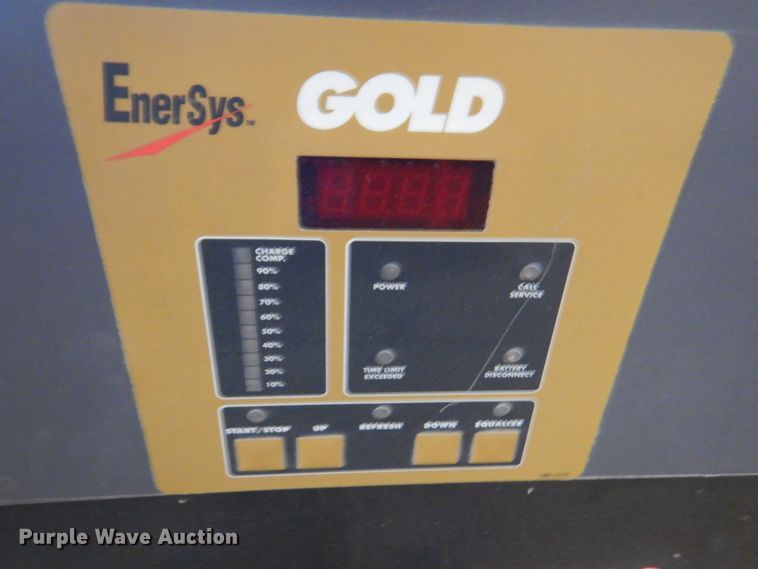 EnerSys™
GOLD
CHARGE
COMP.
90%
80%
70%
60%
50%
40%
30%
20%
10%
POWER
CALL
SERVICE
TIME LIMIT
EXCEEDED
BATTERY
DISCONNECT
START/STOP
UP
REFRESH
DOWN
EQUALIZE
Purple Wave Auction